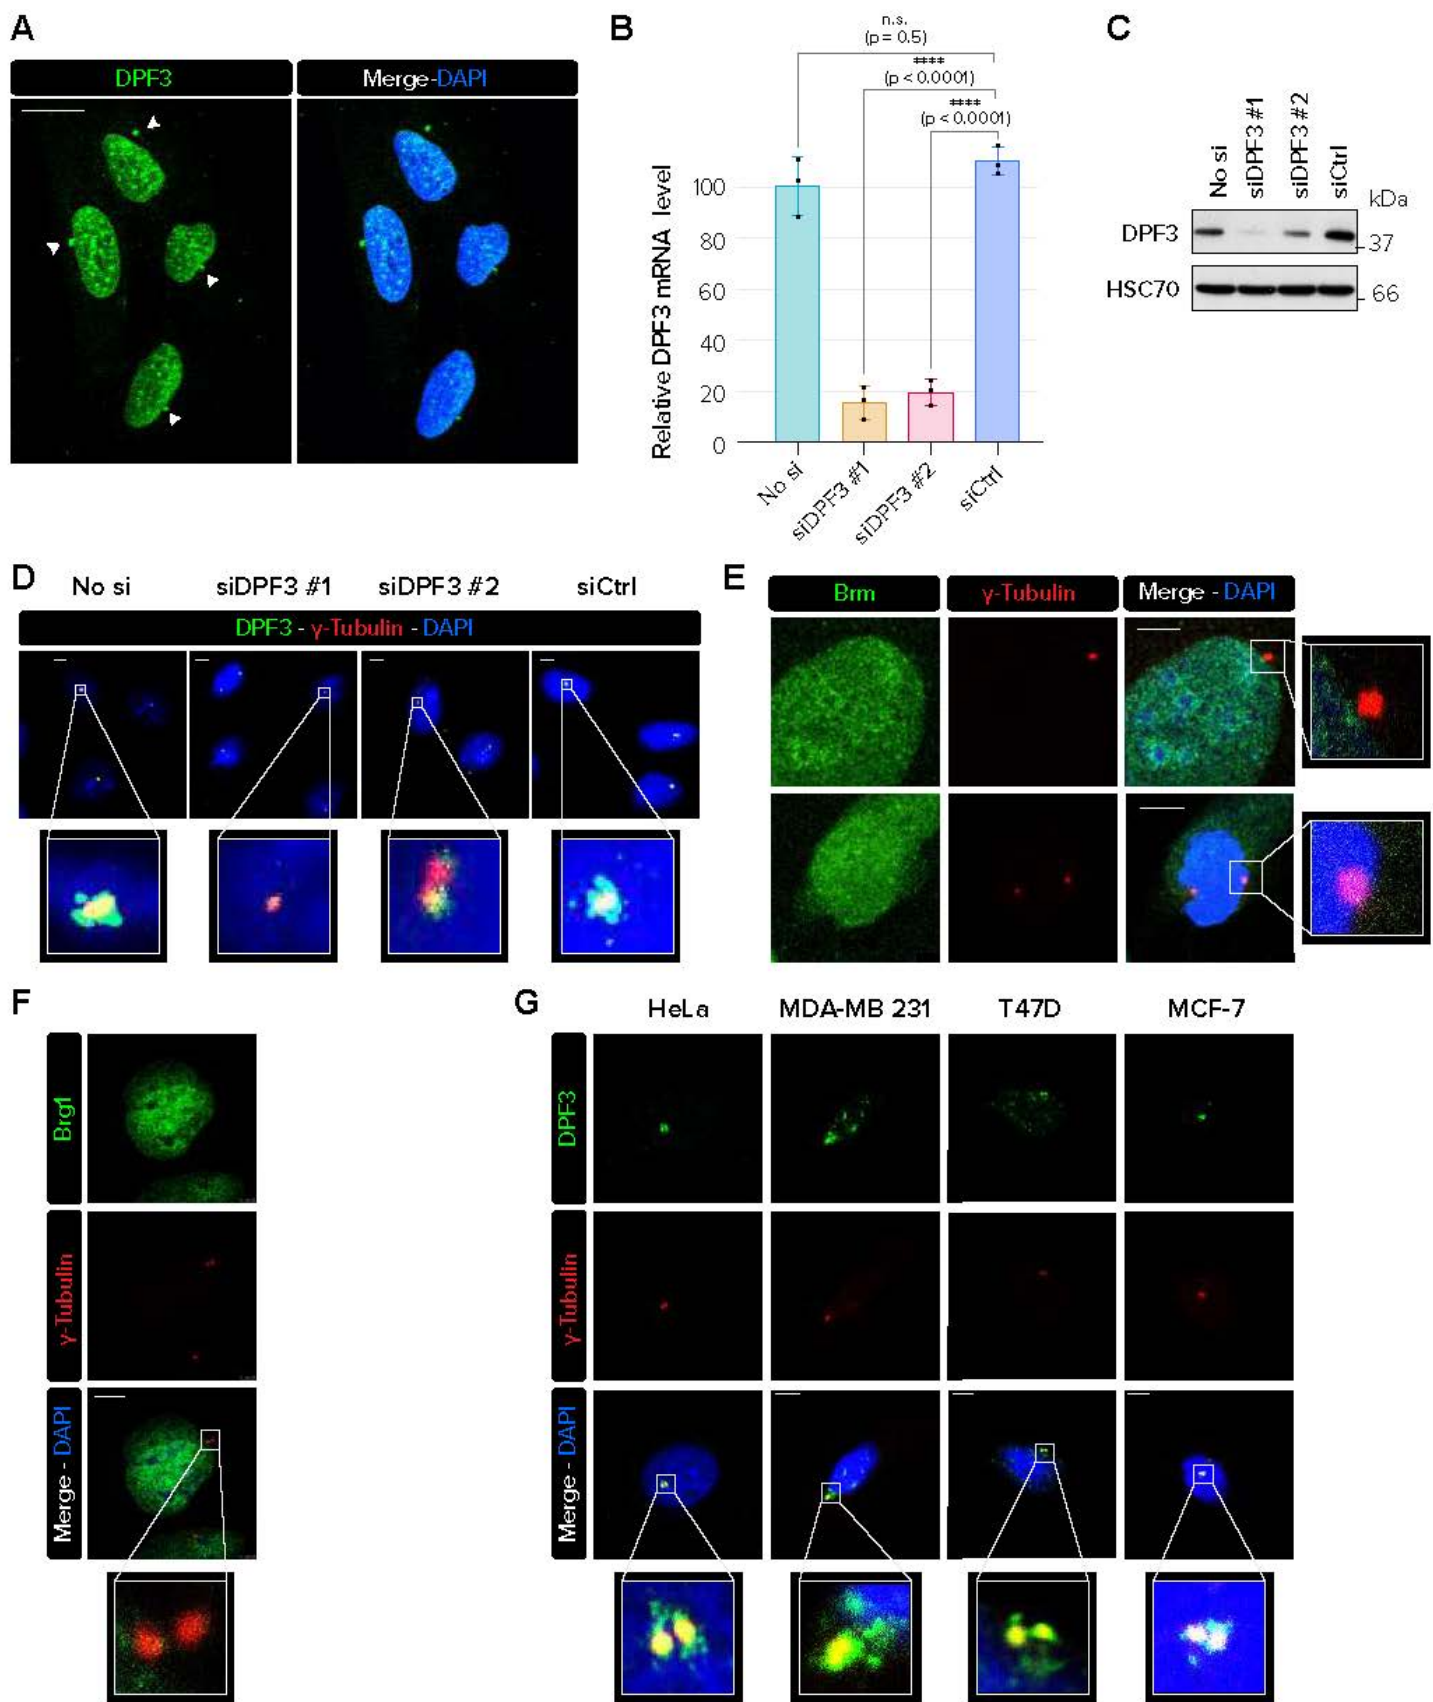 A
DPF3
Merge-DAPI
B
n.s.
(p = 0.5)
****
(p < 0.0001)
****
(p < 0.0001)
Relative DPF3 mRNA level
100
80
60
40
20
0
No si
siDPF3 #1
siDPF3 #2
siCtrl
C
No si
siDPF3 #1
siDPF3 #2
siCtrl
kDa
DPF3
37
HSC70
66
D
No si
siDPF3 #1
siDPF3 #2
siCtrl
DPF3 - γ-Tubulin - DAPI
E
Brm
γ-Tubulin
Merge - DAPI
F
Brg1
γ-Tubulin
Merge - DAPI
G
HeLa
MDA-MB 231
T47D
MCF-7
DPF3
γ-Tubulin
Merge - DAPI